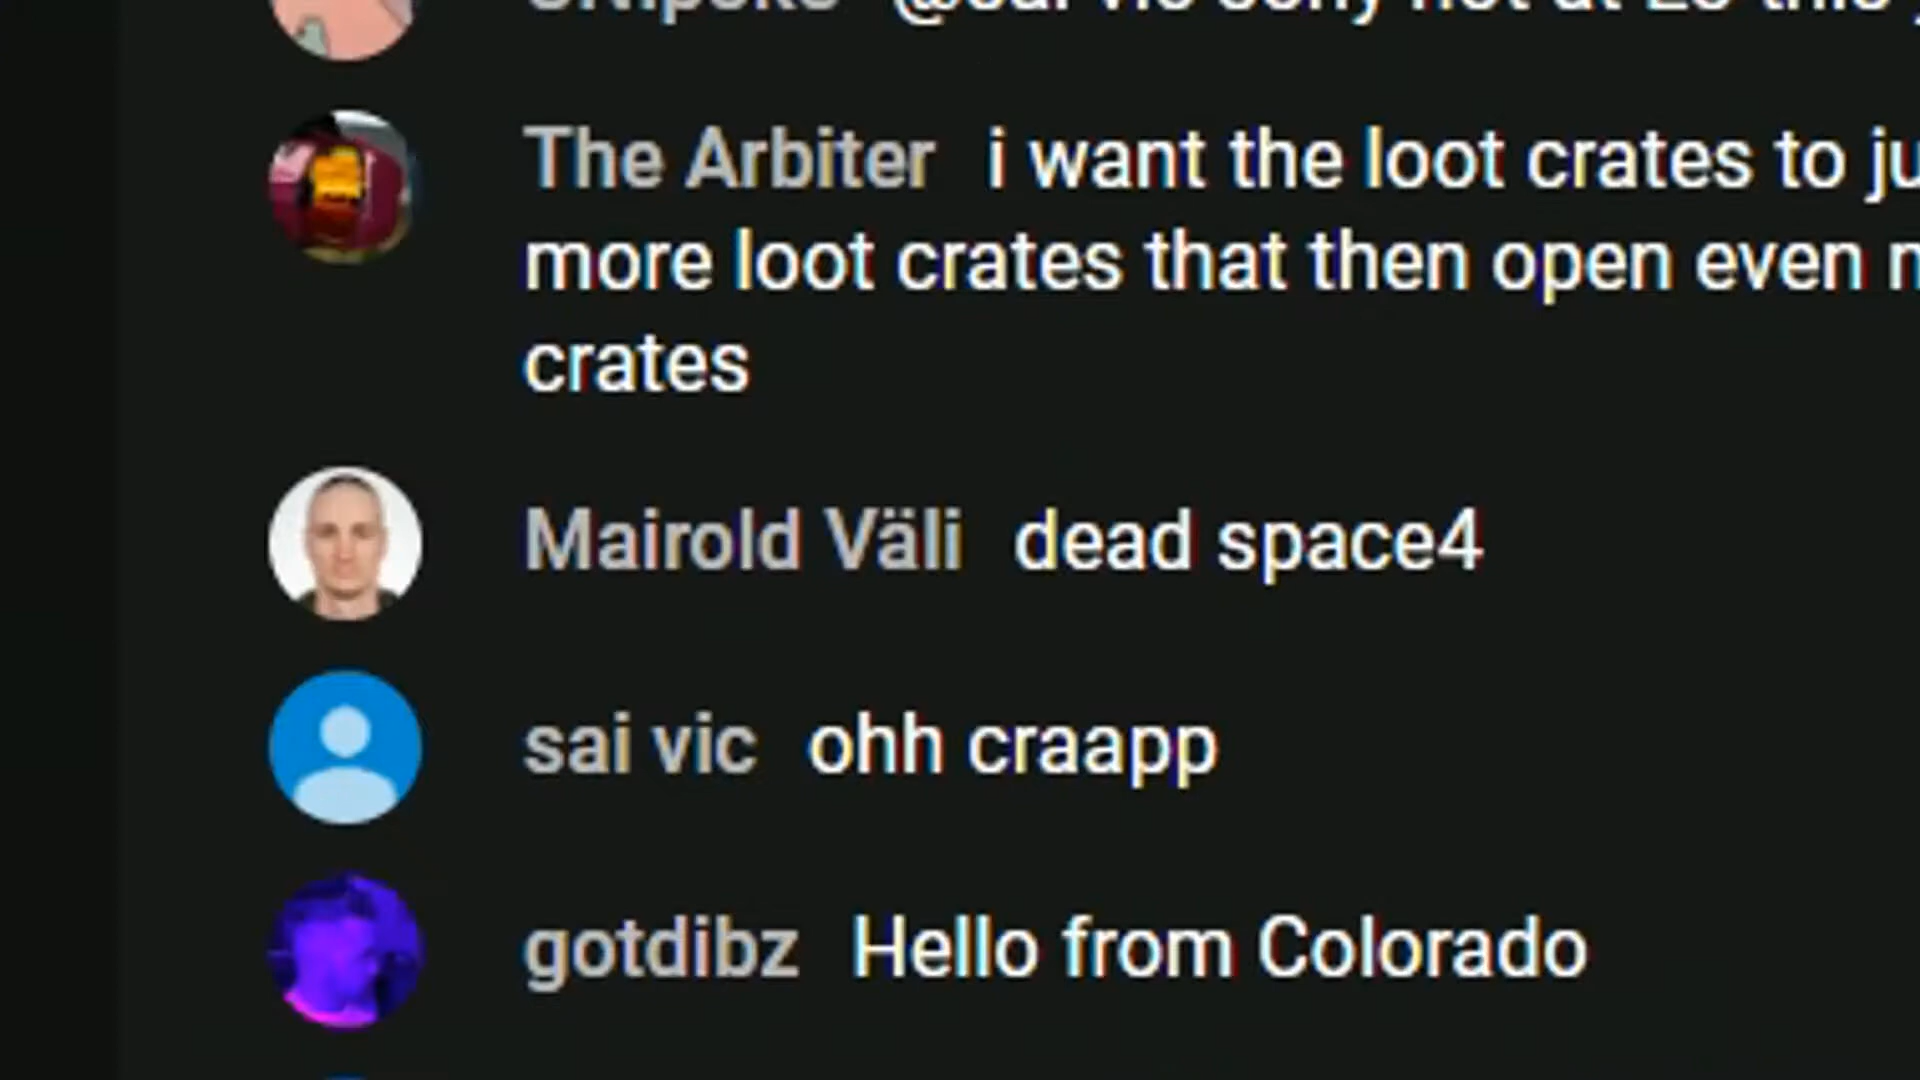 The Arbiter i want the loot crates to
more loot crates that then open even
crates
Mairold Väli dead space4
sai vic ohh craapp
gotdibz Hello from Colorado